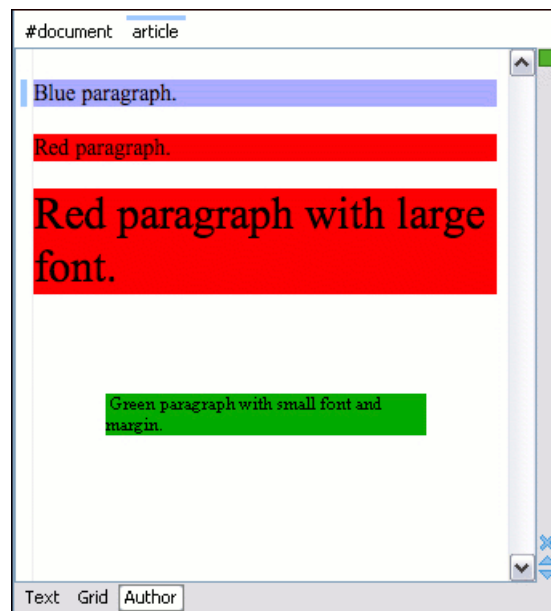 #document article
Blue paragraph.
Red paragraph.
Red paragraph with large
font.
Green paragraph with small font and
margin.
Text Grid Author